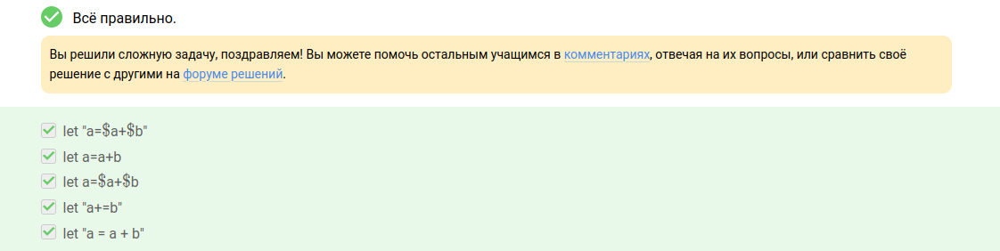 Всё правильно.
Вы решили сложную задачу, поздравляем! Вы можете помочь остальным учащимся в комментариях, отвечая на их вопросы, или сравнить своё
решение с другими на форуме решений.
let "a=$a+$b"
let a=a+b
let a=$a+$b
let "a+=b"
let "a = a + b"